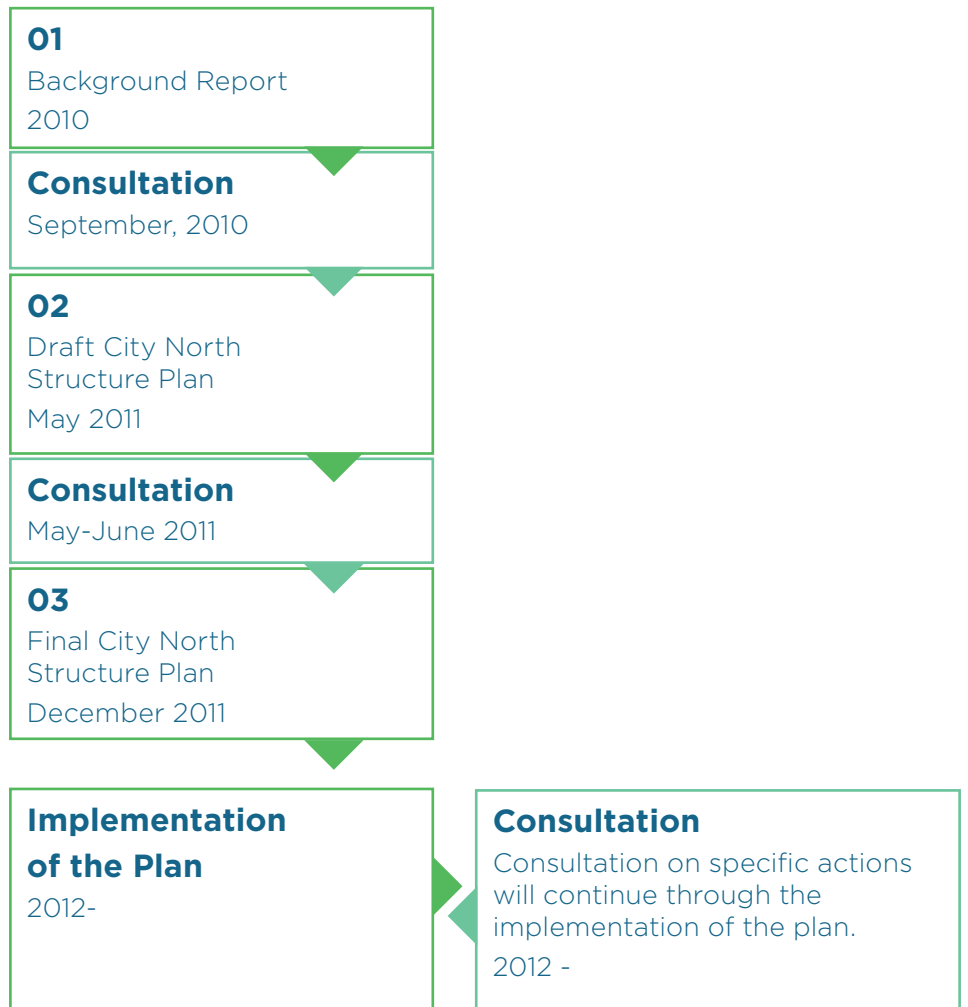 01
Background Report
2010
Consultation
September, 2010
02
Draft City North
Structure Plan
May 2011
Consultation
May-June 2011
03
Final City North
Structure Plan
December 2011
Implementation
of the Plan
2012-
Consultation
Consultation on specific actions
will continue through the
implementation of the plan.
2012 -